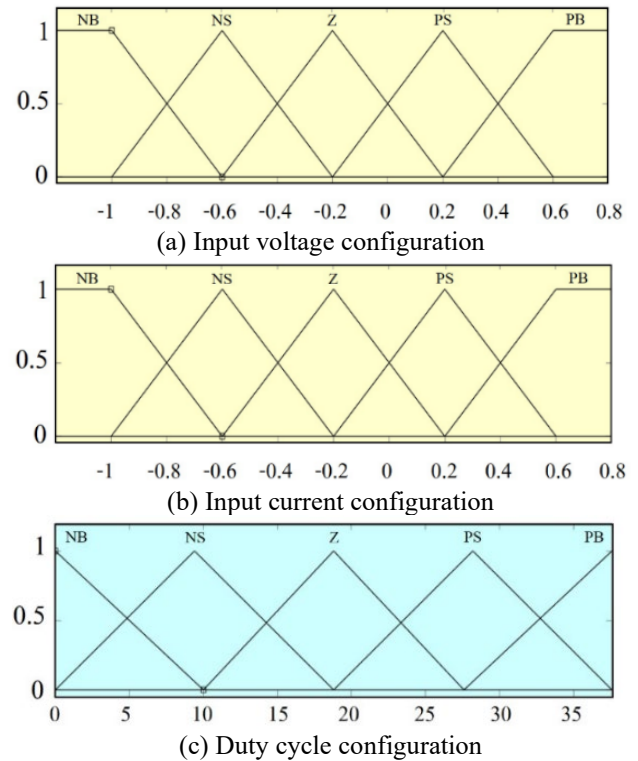 NB NS Z PS PB
1
0.5
0
-1 -0.8 -0.6 -0.4 -0.2 0 0.2 0.4 0.6 0.8
(a) Input voltage configuration
NB NS Z PS PB
1
0.5
0
-1 -0.8 -0.6 -0.4 -0.2 0 0.2 0.4 0.6 0.8
(b) Input current configuration
NB NS Z PS PB
1
0.5
0
0 5 10 15 20 25 30 35
(c) Duty cycle configuration